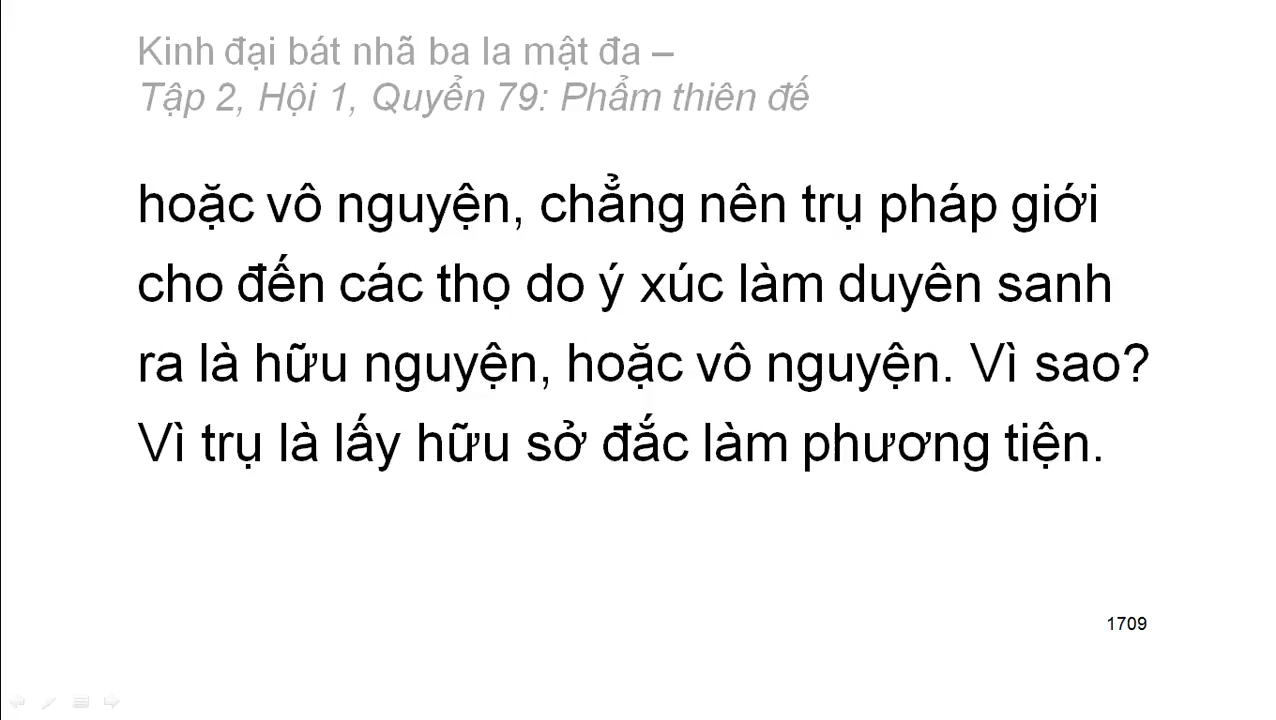 Kinh đại bát nhã ba la mật đa –
Tập 2, Hội 1, Quyển 79: Phẩm thiên đế
hoặc vô nguyện, chẳng nên trụ pháp giới
cho đến các thọ do ý xúc làm duyên sanh
ra là hữu nguyện, hoặc vô nguyện. Vì sao?
Vì trụ là lấy hữu sở đắc làm phương tiện.
1709